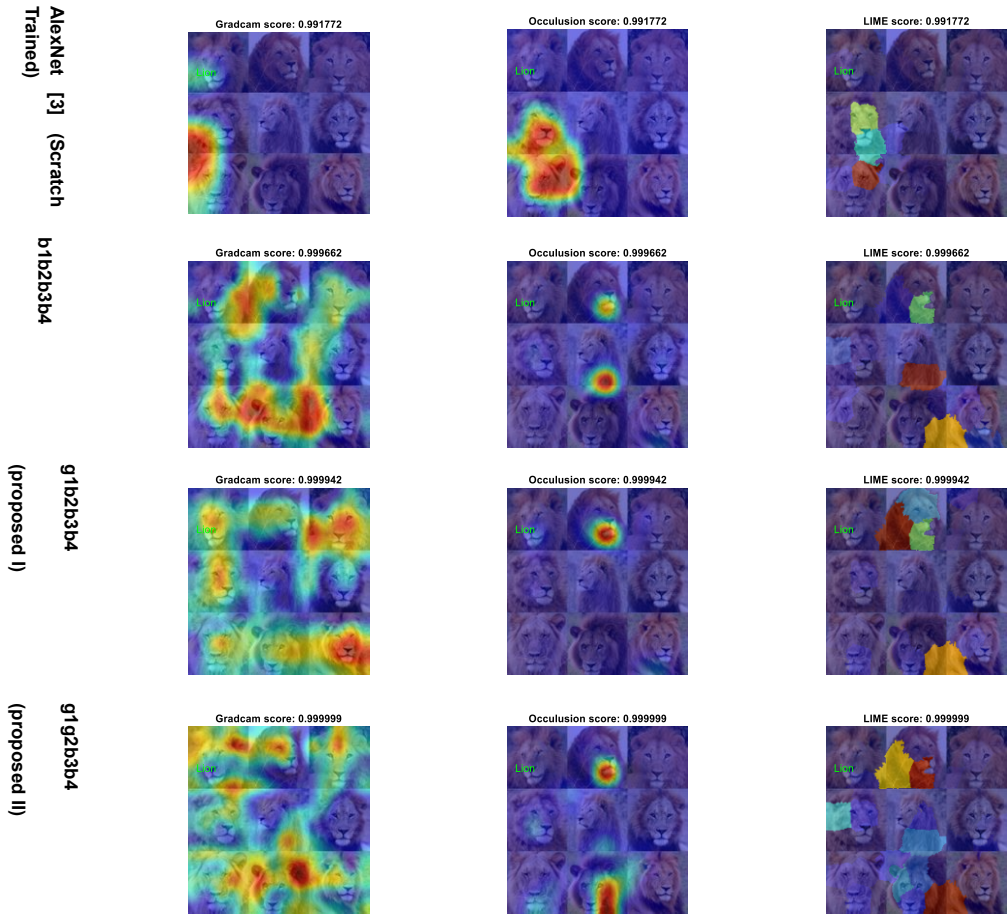 AlexNet [3] (Scratch
Trained)
Gradcam score: 0.991772
Occulusion score: 0.991772
LIME score: 0.991772
Lion
Lion
Lion
b1b2b3b4
Gradcam score: 0.999662
Occulusion score: 0.999662
LIME score: 0.999662
Lion
Lion
Lion
g1b2b3b4
(proposed I)
Gradcam score: 0.999942
Occulusion score: 0.999942
LIME score: 0.999942
Lion
Lion
Lion
g1g2b3b4
(proposed II)
Gradcam score: 0.999999
Occulusion score: 0.999999
LIME score: 0.999999
Lion
Lion
Lion